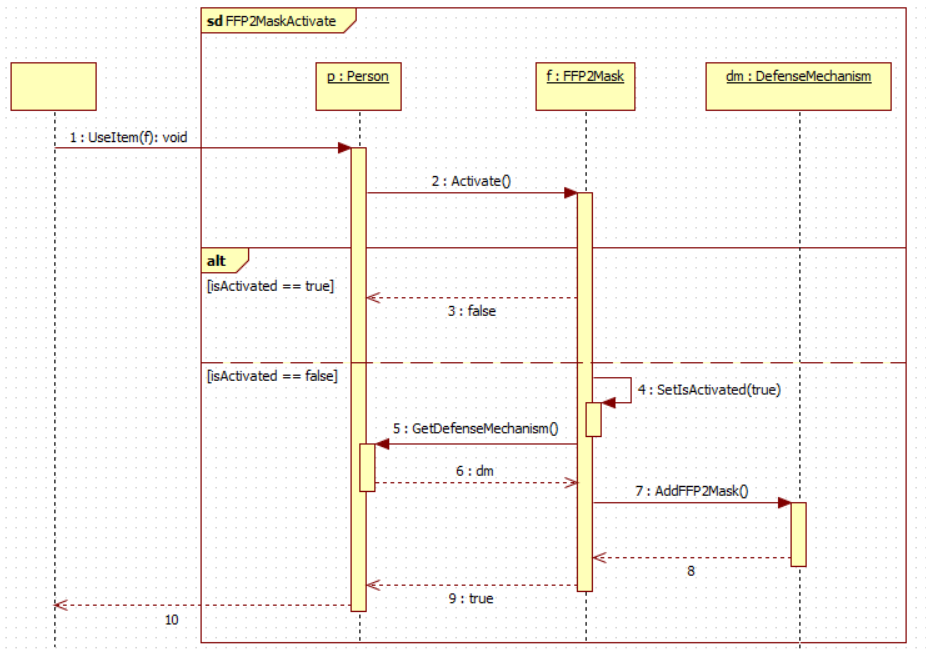 sd FFP2MaskActivate
p : Person
f : FFP2Mask
dm : DefenseMechanism
1 : UseItem(f): void
2 : Activate()
alt
[isActivated == true]
3 : false
[isActivated == false]
4 : SetIsActivated(true)
5 : GetDefenseMechanism()
6 : dm
7 : AddFFP2Mask()
8
9 : true
10